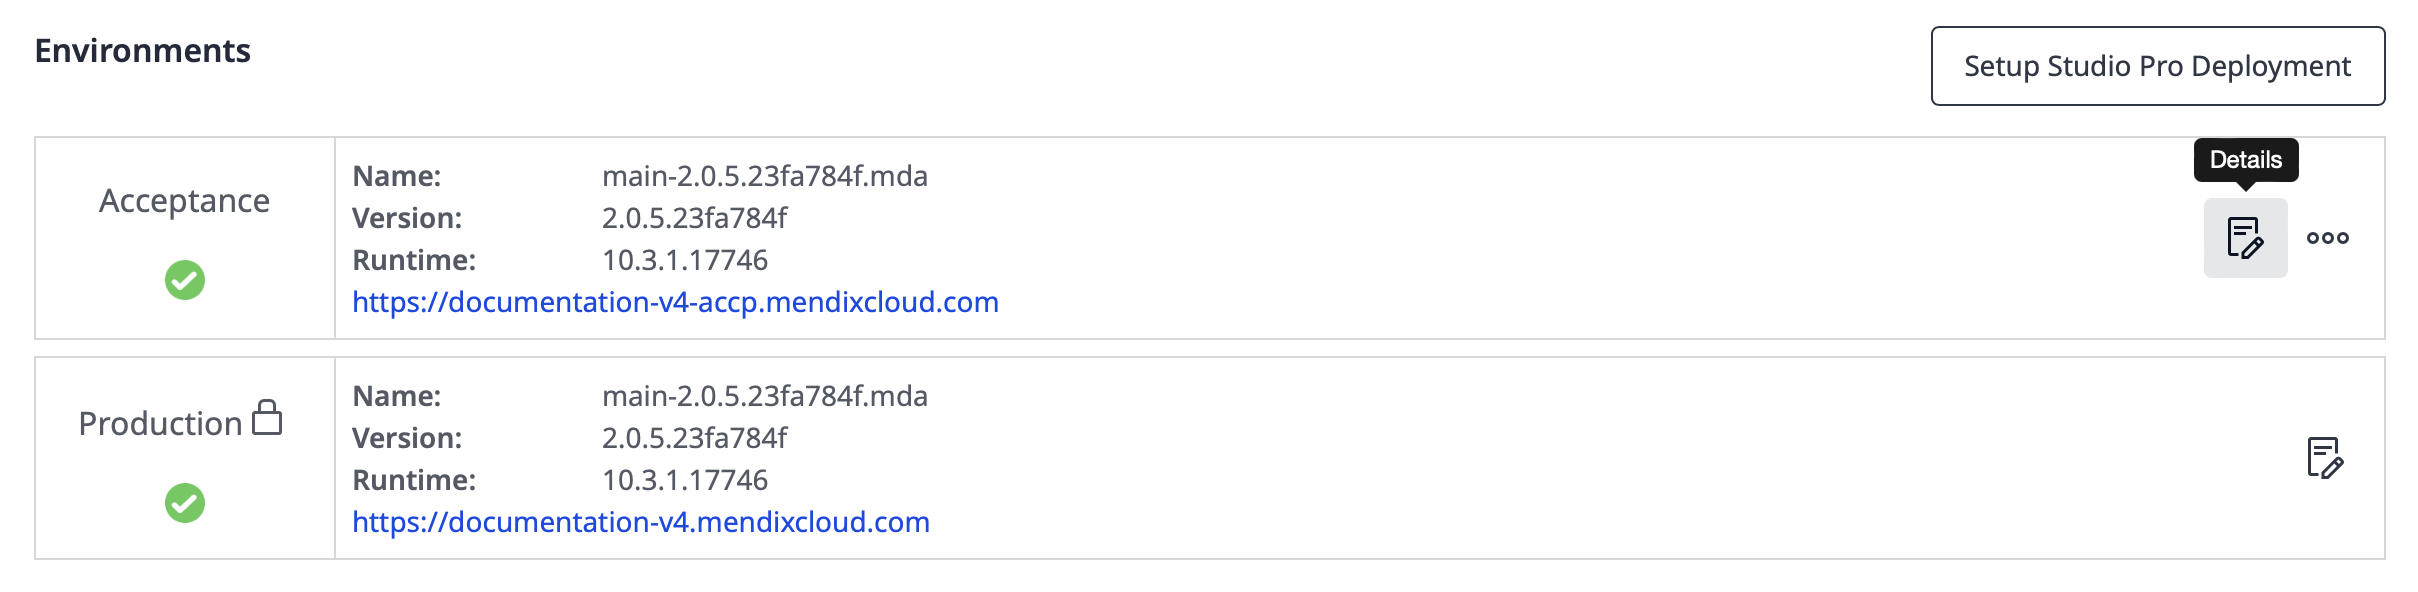 Environments
Setup Studio Pro Deployment
Details
Acceptance
Name: main-2.0.5.23fa784f.mda
Version: 2.0.5.23fa784f
Runtime: 10.3.1.17746
https://documentation-v4-accp.mendixcloud.com
Production
Name: main-2.0.5.23fa784f.mda
Version: 2.0.5.23fa784f
Runtime: 10.3.1.17746
https://documentation-v4.mendixcloud.com